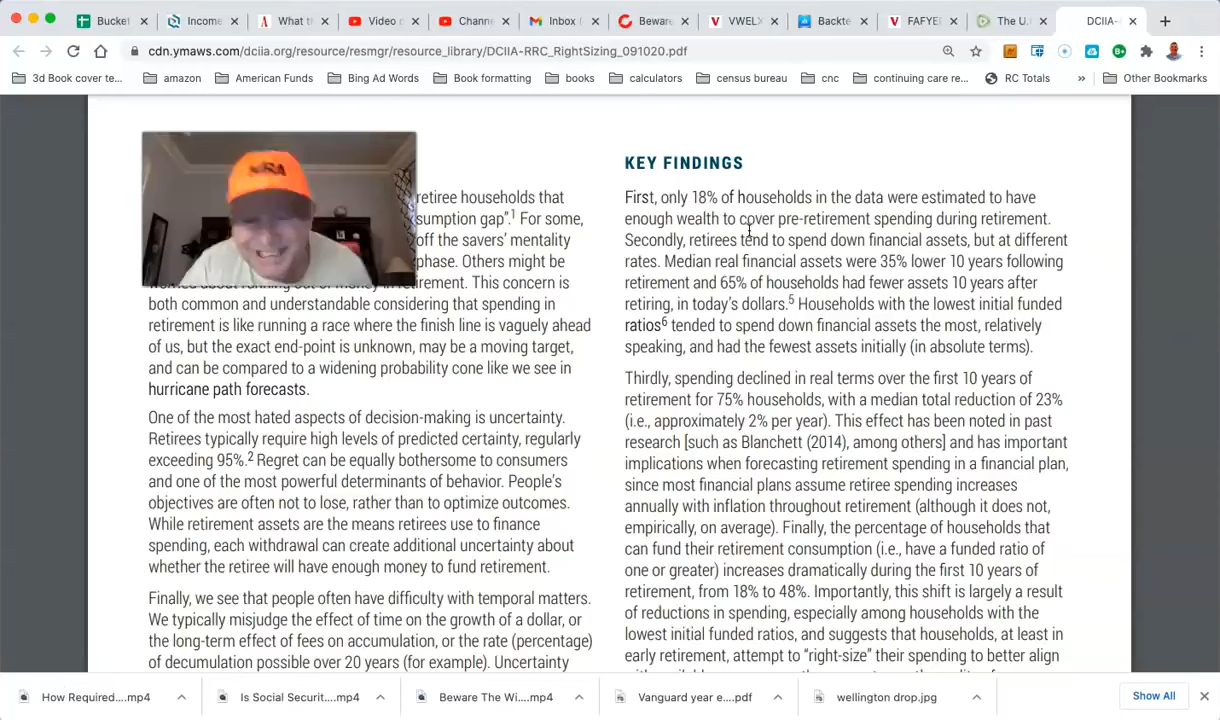 Bucket
Income
What th
Video c
Channe
Inbox (
Beware
VWELX
Backte
FAFYE
The U.
DCIIA-
cdn.ymaws.com/dciia.org/resource/resmgr/resource_library/DCIIA-RRC_RightSizing_091020.pdf
3d Book cover te...
amazon
American Funds
Bing Ad Words
Book formatting
books
calculators
census bureau
cnc
continuing care re...
RC Totals
»
Other Bookmarks
retiree households that
sumption gap”.1 For some,
off the savers’ mentality
phase. Others might be
retirement. This concern is
both common and understandable considering that spending in
retirement is like running a race where the finish line is vaguely ahead
of us, but the exact end-point is unknown, may be a moving target,
and can be compared to a widening probability cone like we see in
hurricane path forecasts.
One of the most hated aspects of decision-making is uncertainty.
Retirees typically require high levels of predicted certainty, regularly
exceeding 95%.2 Regret can be equally bothersome to consumers
and one of the most powerful determinants of behavior. People’s
objectives are often not to lose, rather than to optimize outcomes.
While retirement assets are the means retirees use to finance
spending, each withdrawal can create additional uncertainty about
whether the retiree will have enough money to fund retirement.
Finally, we see that people often have difficulty with temporal matters.
We typically misjudge the effect of time on the growth of a dollar, or
the long-term effect of fees on accumulation, or the rate (percentage)
of decumulation possible over 20 years (for example). Uncertainty
KEY FINDINGS
First, only 18% of households in the data were estimated to have
enough wealth to cover pre-retirement spending during retirement.
Secondly, retirees tend to spend down financial assets, but at different
rates. Median real financial assets were 35% lower 10 years following
retirement and 65% of households had fewer assets 10 years after
retiring, in today’s dollars.5 Households with the lowest initial funded
ratios6 tended to spend down financial assets the most, relatively
speaking, and had the fewest assets initially (in absolute terms).
Thirdly, spending declined in real terms over the first 10 years of
retirement for 75% households, with a median total reduction of 23%
(i.e., approximately 2% per year). This effect has been noted in past
research [such as Blanchett (2014), among others] and has important
implications when forecasting retirement spending in a financial plan,
since most financial plans assume retiree spending increases
annually with inflation throughout retirement (although it does not,
empirically, on average). Finally, the percentage of households that
can fund their retirement consumption (i.e., have a funded ratio of
one or greater) increases dramatically during the first 10 years of
retirement, from 18% to 48%. Importantly, this shift is largely a result
of reductions in spending, especially among households with the
lowest initial funded ratios, and suggests that households, at least in
early retirement, attempt to “right-size” their spending to better align
How Required....mp4
Is Social Securit....mp4
Beware The Wi....mp4
Vanguard year e....pdf
wellington drop.jpg
Show All